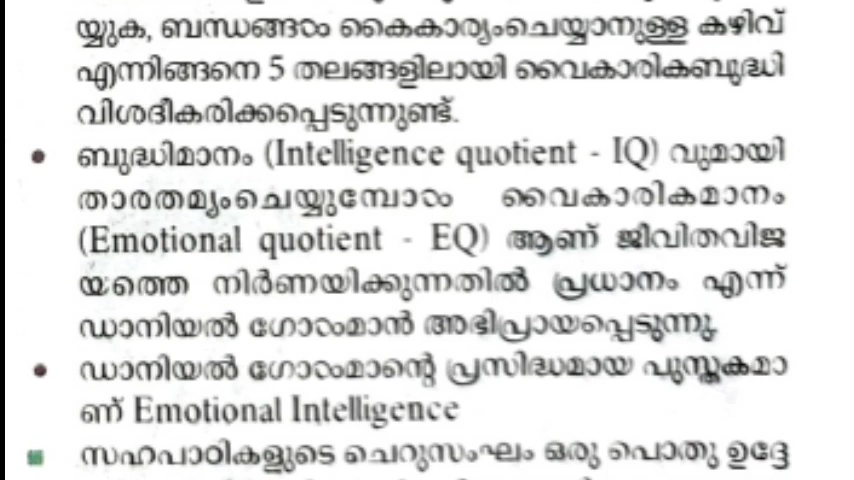 യ്യുക, ബന്ധങ്ങൾ കൈകാര്യംചെയ്യാനുള്ള കഴിവ്
എന്നിങ്ങനെ 5 തലങ്ങളിലായി വൈകാരികബുദ്ധി
വിശദീകരിക്കപ്പെടുന്നുണ്ട്.
• ബുദ്ധിമാനം (Intelligence quotient - IQ) വുമായി
താരതമ്യംചെയ്യുമ്പോൾ വൈകാരികമാനം
(Emotional quotient - EQ) ആണ് ജീവിതവിജ
യത്തെ നിർണയിക്കുന്നതിൽ പ്രധാനം എന്ന്
ഡാനിയൽ ഗോൾമാൻ അഭിപ്രായപ്പെടുന്നു.
• ഡാനിയൽ ഗോൾമാന്റെ പ്രസിദ്ധമായ പുസ്തകമാ
ണ് Emotional Intelligence
സഹപാഠികളുടെ ചെറുസംഘം ഒരു പൊതു ഉദ്ദേ